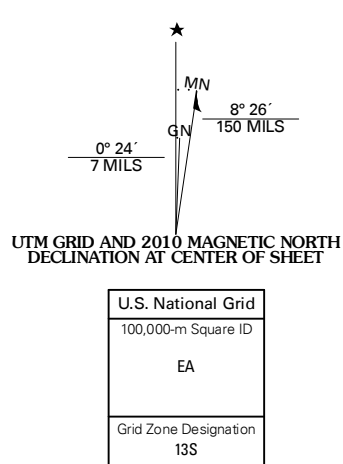 MN
8° 26´
150 MILS
GN
0° 24´
7 MILS
UTM GRID AND 2010 MAGNETIC NORTH
DECLINATION AT CENTER OF SHEET
U.S. National Grid
100,000-m Square ID
EA
Grid Zone Designation
13S